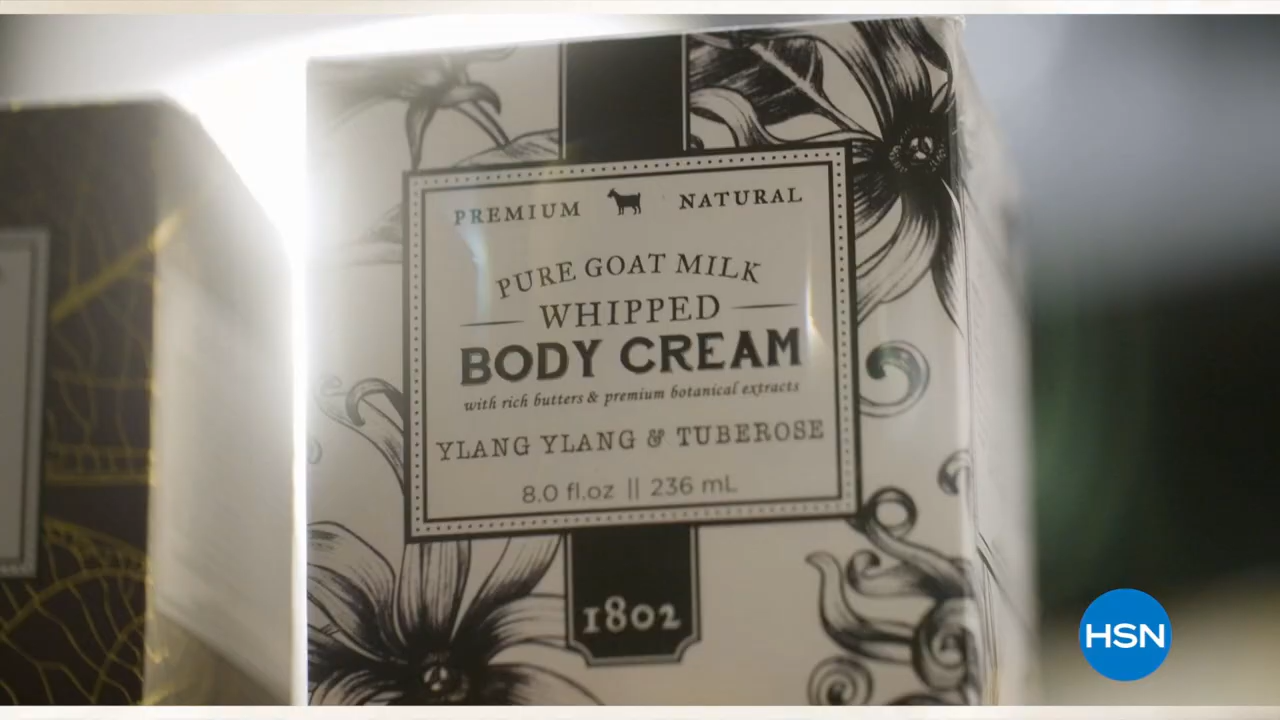 PREMIUM NATURAL
PURE GOAT MILK
WHIPPED
BODY CREAM
with rich butters & premium botanical extracts
YLANG YLANG & TUBEROSE
8.0 fl.oz || 236 mL
1802
HSN